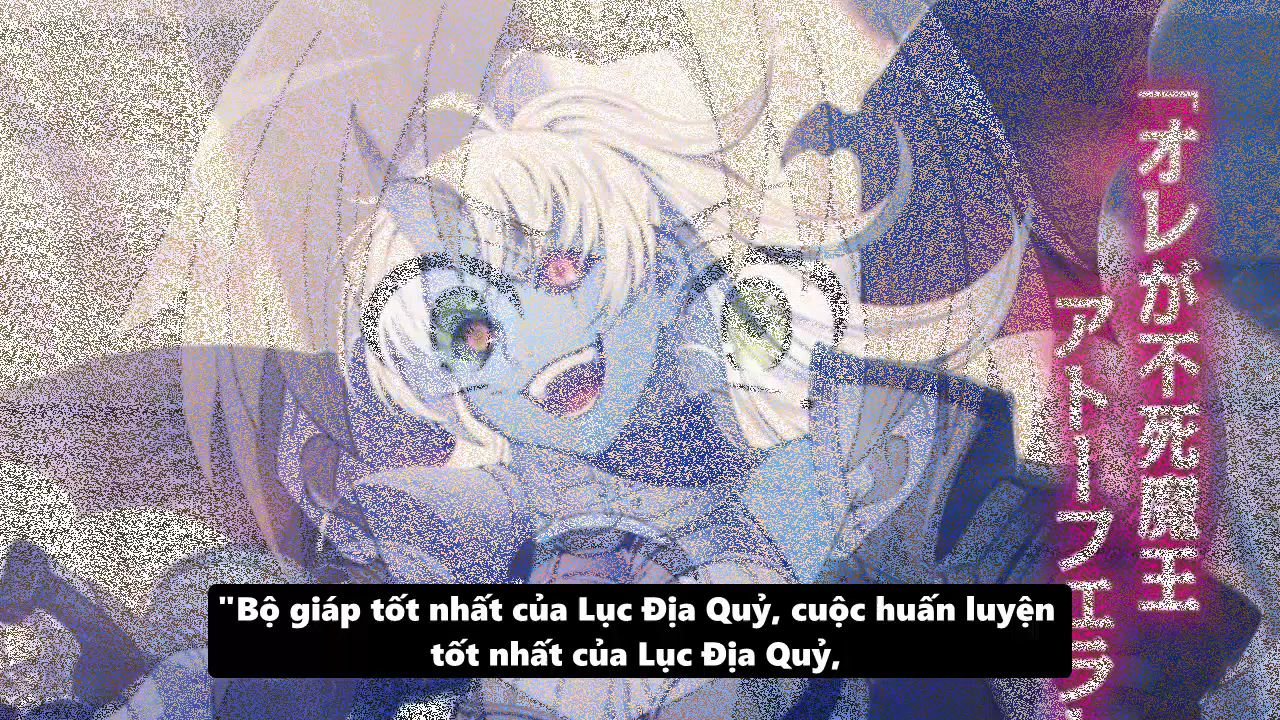 「オレが不死魔王
アトーフェラ
"Bộ giáp tốt nhất của Lục Địa Quỷ, cuộc huấn luyện
tốt nhất của Lục Địa Quỷ,